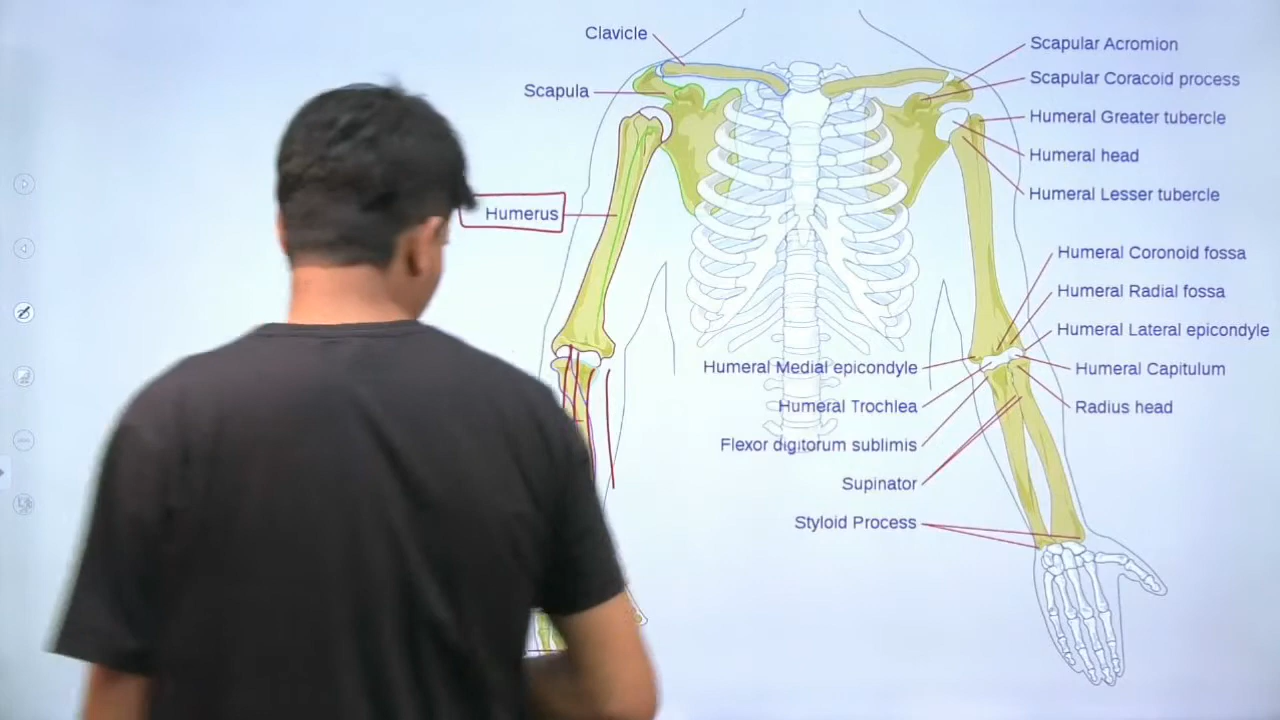 Clavicle
Scapula
Humerus
Scapular Acromion
Scapular Coracoid process
Humeral Greater tubercle
Humeral head
Humeral Lesser tubercle
Humeral Coronoid fossa
Humeral Radial fossa
Humeral Lateral epicondyle
Humeral Capitulum
Radius head
Humeral Medial epicondyle
Humeral Trochlea
Flexor digitorum sublimis
Supinator
Styloid Process